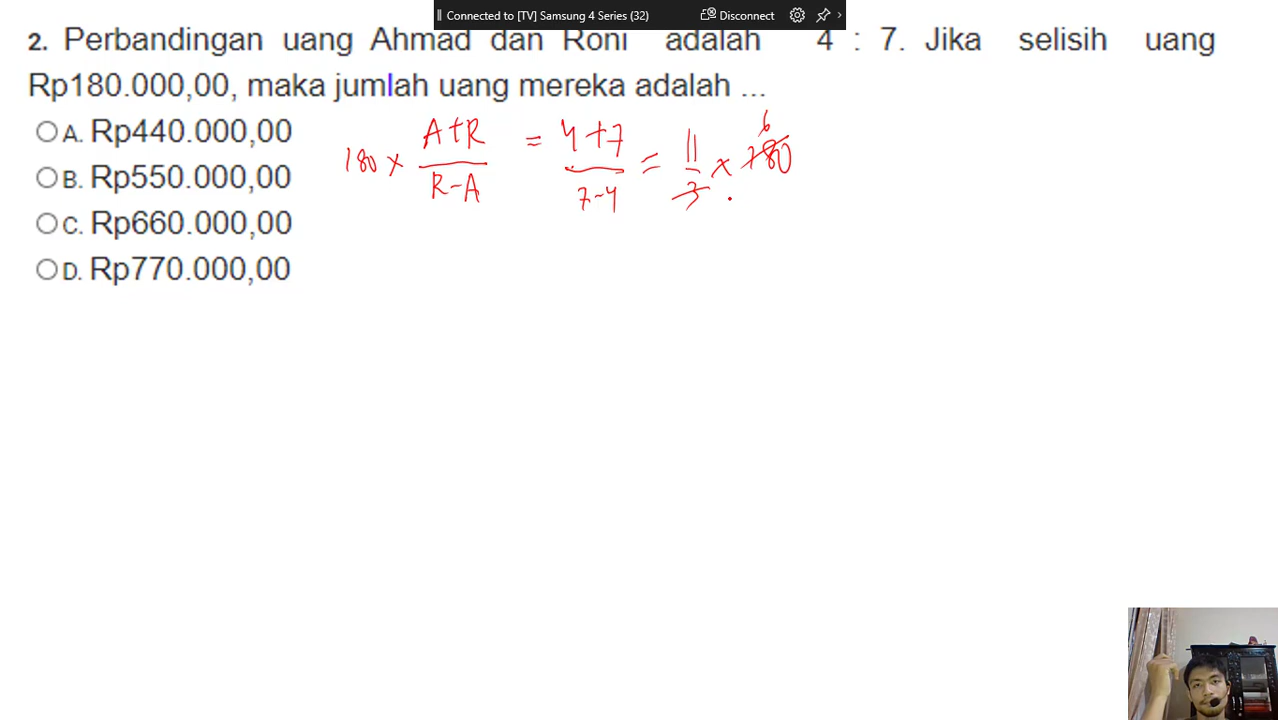 Connected to [TV] Samsung 4 Series (32) Disconnect
2. Perbandingan uang Ahmad dan Roni adalah 4 : 7. Jika selisih uang
Rp180.000,00, maka jumlah uang mereka adalah ...
A. Rp440.000,00
B. Rp550.000,00
C. Rp660.000,00
D. Rp770.000,00
180 × A+R / R-A = 4+7 / 7-4 = 11 / 3 × 180 6